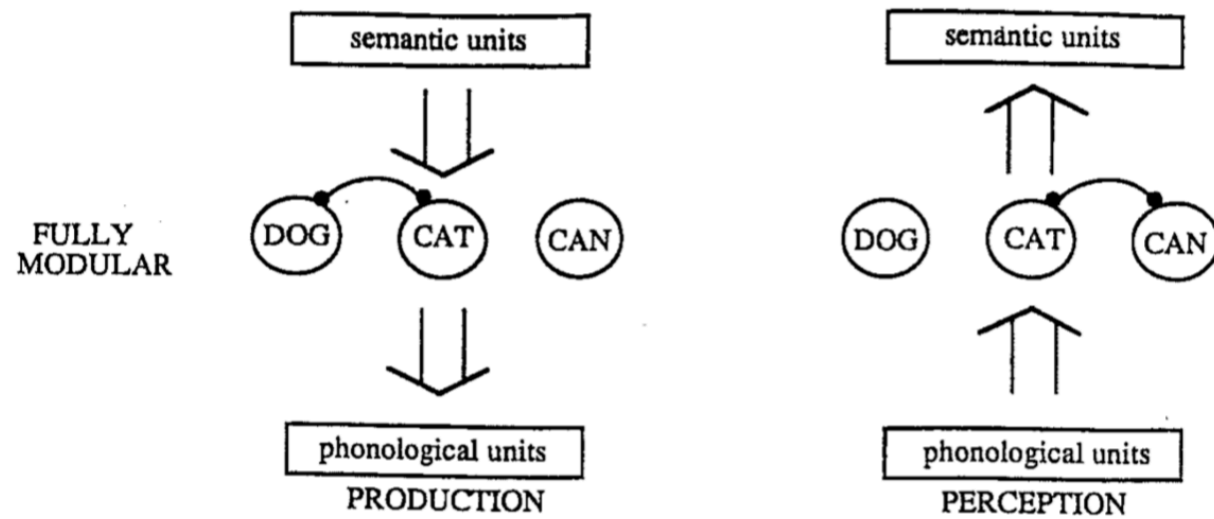 semantic units
semantic units
FULLY
MODULAR
DOG
CAT
CAN
DOG
CAT
CAN
phonological units
phonological units
PRODUCTION
PERCEPTION